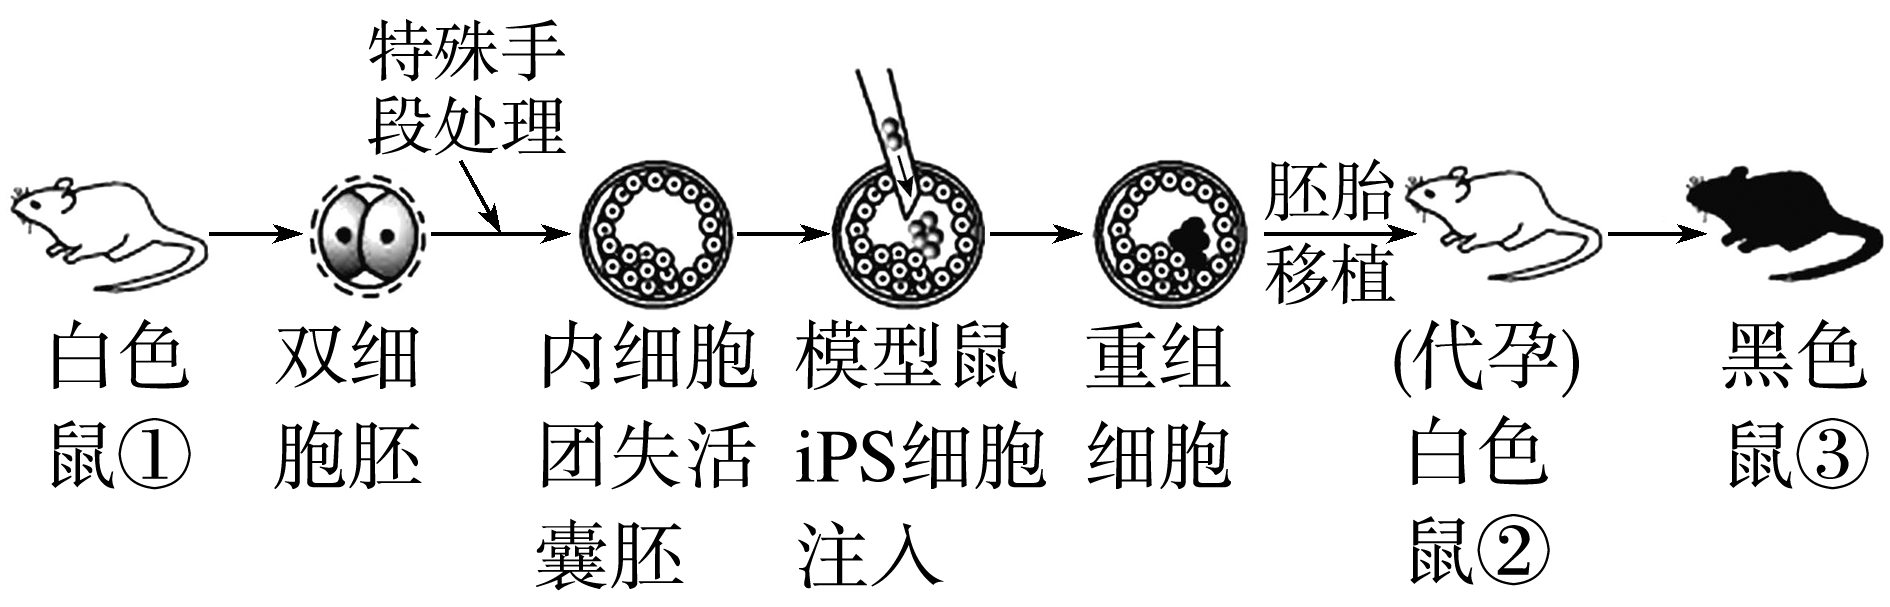 特殊手
段处理
胚胎
移植
白色
鼠①
双细
胞胚
内细胞
团失活
囊胚
模型鼠
iPS细胞
注入
重组
细胞
(代孕)
白色
鼠②
黑色
鼠③